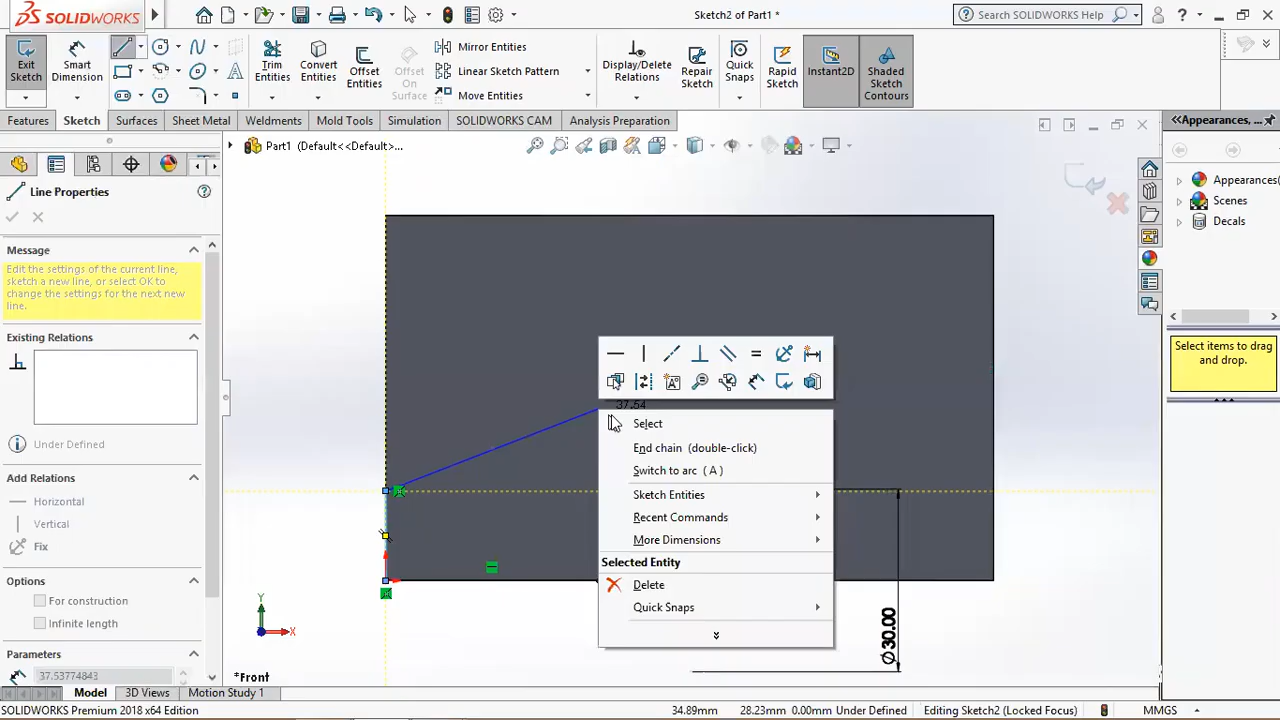 SOLIDWORKS
Sketch2 of Part1 *
Search SOLIDWORKS Help
Exit Sketch
Smart Dimension
Trim Entities
Convert Entities
Offset Entities
Offset On Surface
Mirror Entities
Linear Sketch Pattern
Move Entities
Display/Delete Relations
Repair Sketch
Quick Snaps
Rapid Sketch
Instant2D
Shaded Sketch Contours
Features
Sketch
Surfaces
Sheet Metal
Weldments
Mold Tools
Simulation
SOLIDWORKS CAM
Analysis Preparation
<<Appearances,
Part1 (Default<<Default>...
Line Properties
Message
Edit the settings of the current line,
sketch a new line, or select OK to
change the settings for the next new
line.
Existing Relations
Under Defined
Add Relations
Horizontal
Vertical
Fix
Options
For construction
Infinite length
Parameters
37.53774843
37.54
Select
End chain (double-click)
Switch to arc ( A )
Sketch Entities
Recent Commands
More Dimensions
Selected Entity
Delete
Quick Snaps
Ø30.00
Y
X
*Front
Appearances(
Scenes
Decals
Select items to drag
and drop.
Model
3D Views
Motion Study 1
SOLIDWORKS Premium 2018 x64 Edition
34.89mm
28.23mm
0.00mm
Under Defined
Editing Sketch2 (Locked Focus)
MMGS